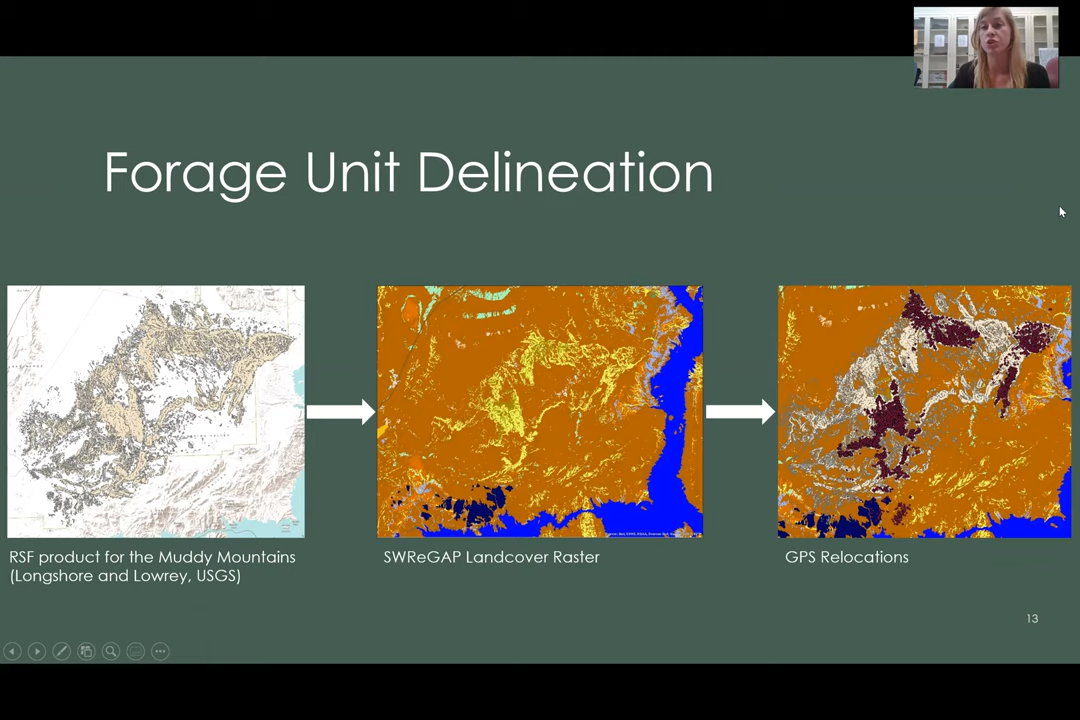 Forage Unit Delineation
RSF product for the Muddy Mountains
(Longshore and Lowrey, USGS)
SWReGAP Landcover Raster
GPS Relocations
13